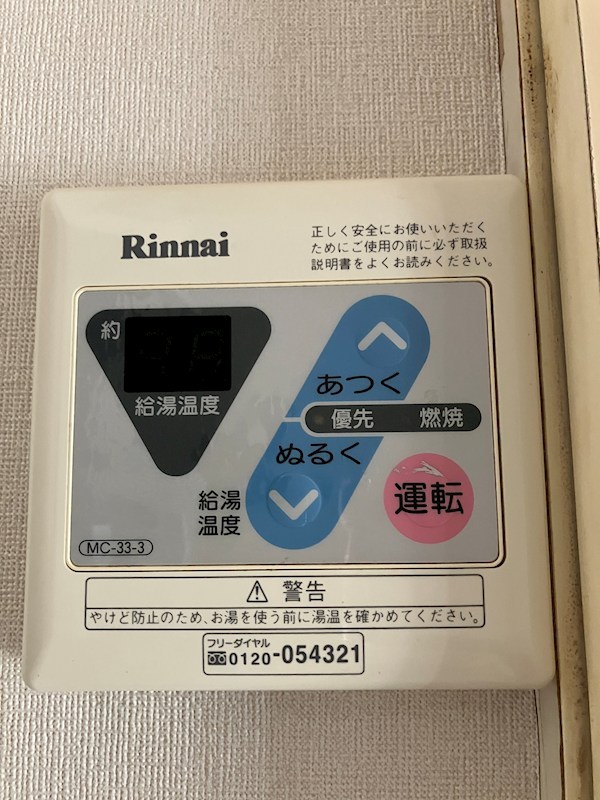 Rinnai
正しく安全にお使いいただく
ためにご使用の前に必ず取扱
説明書をよくお読みください。
約
給湯温度
あつく
優先 燃焼
ぬるく
給湯
温度
運転
MC-33-3
⚠ 警告
やけど防止のため、お湯を使う前に湯温を確かめてください。
フリーダイヤル
0120-054321